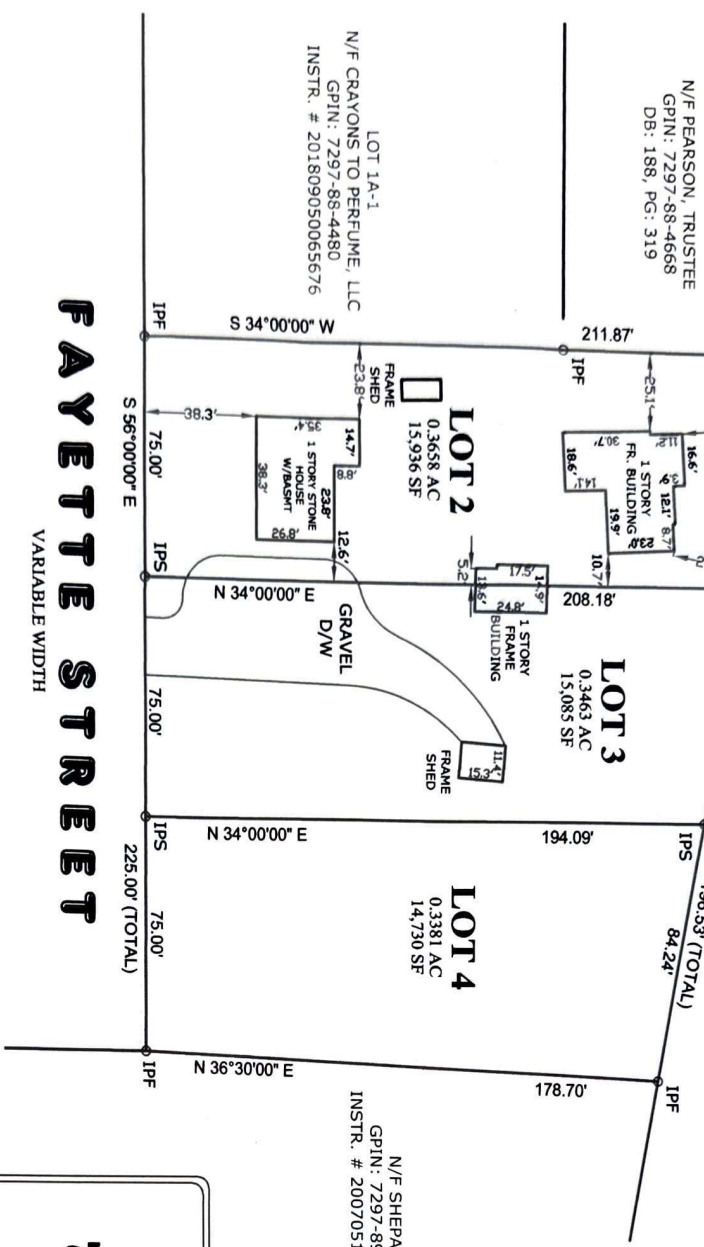 N/F PEARSON, TRUSTEE
GPIN: 7297-88-4668
DB: 188, PG: 319
LOT 1A-1
N/F CRAYONS TO PERFUME, LLC
GPIN: 7297-88-4480
INSTR. # 201809050065676
IPF
S 34°00'00" W
IPF
211.87'
25.1'
16.6'
11.2'
30.7'
1 STORY
FR. BUILDING
12.1'
8.7'
23.0'
18.6'
14.1'
19.9'
10.7'
23.8'
FRAME
SHED
LOT 2
0.3658 AC
15,936 SF
38.3'
35.4'
14.7'
8.8'
1 STORY STONE
HOUSE
W/BASMT
23.8'
38.3'
26.8'
12.6'
S 56°00'00" E
75.00'
IPS
N 34°00'00" E
208.18'
5.2'
17.5'
14.9'
13.6'
24.8'
1 STORY
FRAME
BUILDING
GRAVEL
D/W
LOT 3
0.3463 AC
15,085 SF
11.4'
15.3'
FRAME
SHED
75.00'
IPS
N 34°00'00" E
194.09'
IPS
(TOTAL)
84.24'
LOT 4
0.3381 AC
14,730 SF
225.00' (TOTAL)
75.00'
IPF
N 36°30'00" E
178.70'
IPF
N/F SHEPA
GPIN: 7297-89
INSTR. # 2007051
FAYETTE STREET
VARIABLE WIDTH